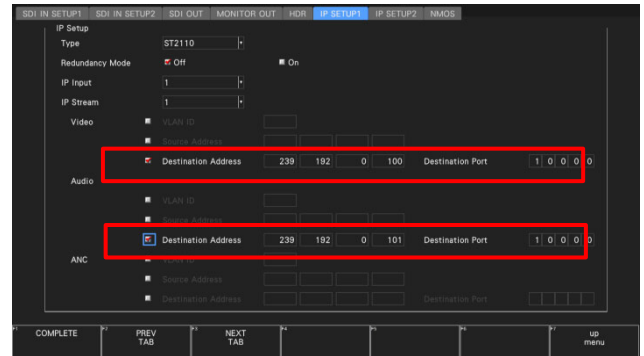 SDI IN SETUP1 SDI IN SETUP2 SDI OUT MONITOR OUT HDR IP SETUP1 IP SETUP2 NMOS
IP Setup
Type ST2110
Redundancy Mode Off On
IP Input 1
IP Stream 1
Video VLAN ID
Source Address
Destination Address 239 192 0 100 Destination Port 1 0 0 0 0
Audio
VLAN ID
Source Address
Destination Address 239 192 0 101 Destination Port 1 0 0 0 0
ANC VLAN ID
Source Address
Destination Address Destination Port
F1 COMPLETE F2 PREV TAB F3 NEXT TAB F4 F5 F6 F7 up menu